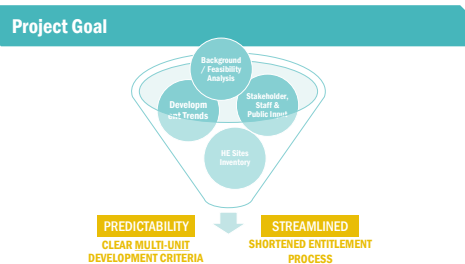 Project Goal
Background
/ Feasibility
Analysis
Developm
ent Trends
Stakeholder,
Staff &
Public Input
HE Sites
Inventory
PREDICTABILITY
CLEAR MULTI-UNIT
DEVELOPMENT CRITERIA
STREAMLINED
SHORTENED ENTITLEMENT
PROCESS